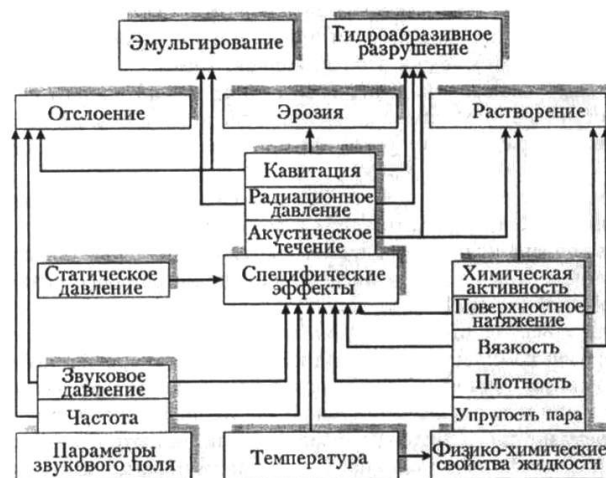 Эмульгирование
Гидроабразивное
разрушение
Отслоение
Эрозия
Растворение
Кавитация
Радиационное
давление
Акустическое
течение
Статическое
давление
Специфические
эффекты
Химическая
активность
Поверхностное
натяжение
Вязкость
Звуковое
давление
Плотность
Частота
Упругость пара
Параметры
звукового поля
Температура
Физико-химические
свойства жидкости